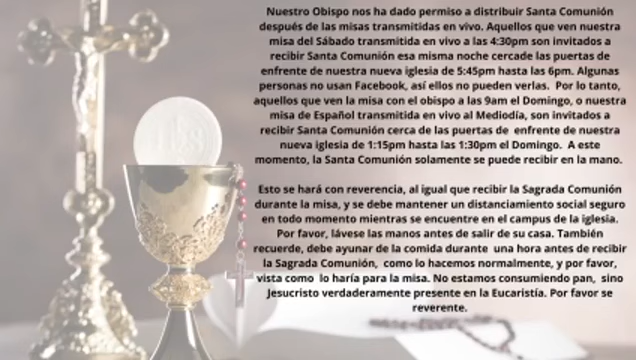 Nuestro Obispo nos ha dado permiso a distribuir Santa Comunión
después de las misas transmitidas en vivo. Aquellos que ven nuestra
misa del Sábado transmitida en vivo a las 4:30pm son invitados a
recibir Santa Comunión esa misma noche cercade las puertas de
enfrente de nuestra nueva iglesia de 5:45pm hasta las 6pm. Algunas
personas no usan Facebook, así ellos no pueden verlas. Por lo tanto,
aquellos que ven la misa con el obispo a las 9am el Domingo, o nuestra
misa de Español transmitida en vivo al Mediodía, son invitados a
recibir Santa Comunión cerca de las puertas de enfrente de nuestra
nueva iglesia de 1:15pm hasta las 1:30pm el Domingo. A este
momento, la Santa Comunión solamente se puede recibir en la mano.
Esto se hará con reverencia, al igual que recibir la Sagrada Comunión
durante la misa, y se debe mantener un distanciamiento social seguro
en todo momento mientras se encuentre en el campus de la iglesia.
Por favor, lávese las manos antes de salir de su casa. También
recuerde, debe ayunar de la comida durante una hora antes de recibir
la Sagrada Comunión, como lo hacemos normalmente, y por favor,
vista como lo haría para la misa. No estamos consumiendo pan, sino
Jesucristo verdaderamente presente en la Eucaristía. Por favor se
reverente.
IHS